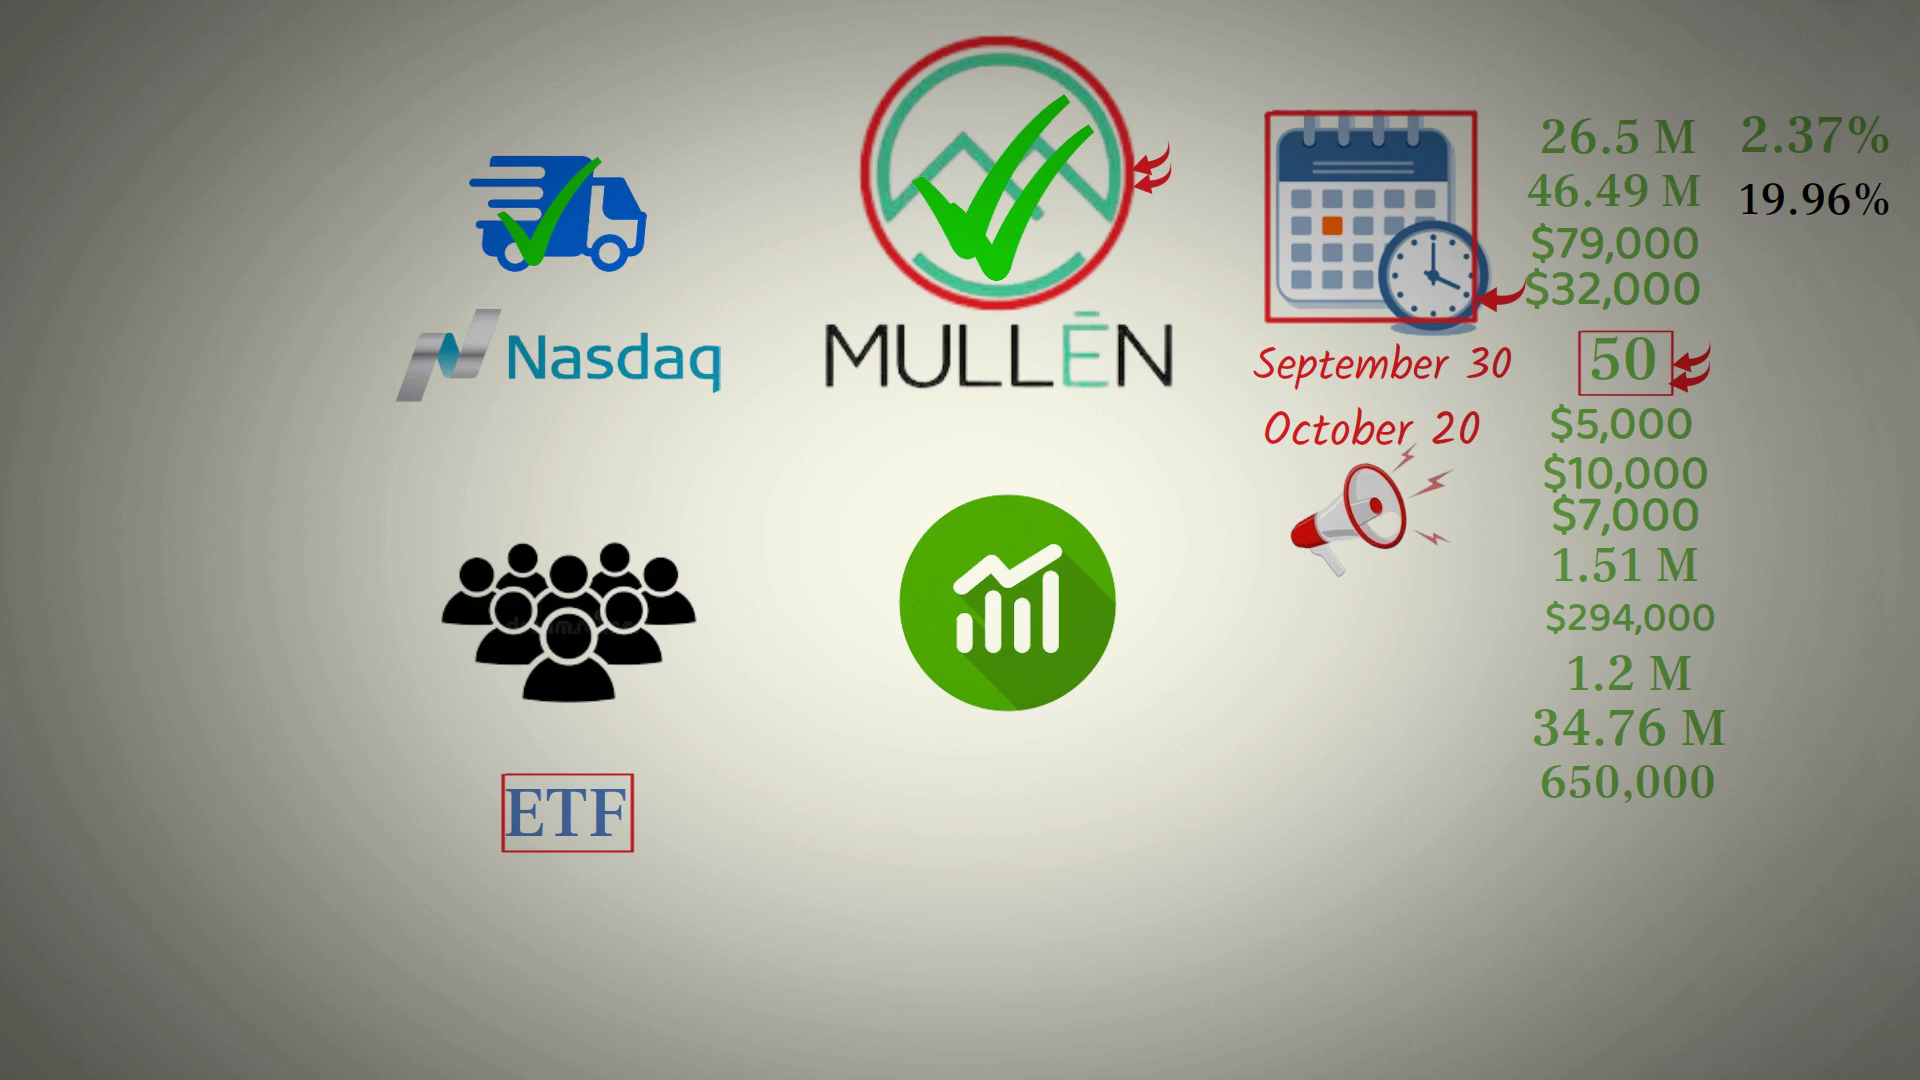 Nasdaq
MULLĒN
September 30
October 20
26.5 M
2.37%
46.49 M
19.96%
$79,000
$32,000
50
$5,000
$10,000
$7,000
1.51 M
$294,000
1.2 M
34.76 M
650,000
ETF